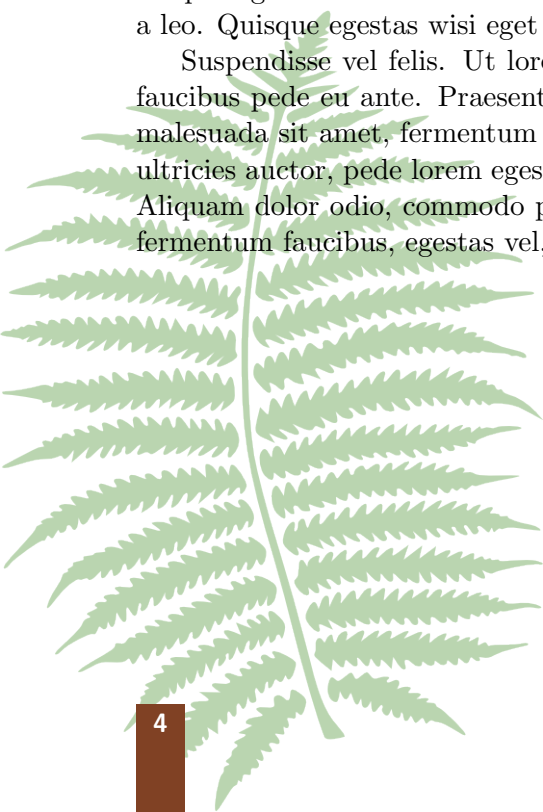 a leo. Quisque egestas wisi eget
Suspendisse vel felis. Ut lor
faucibus pede eu ante. Praesent
malesuada sit amet, fermentum
ultricies auctor, pede lorem eges
Aliquam dolor odio, commodo p
fermentum faucibus, egestas vel,
4